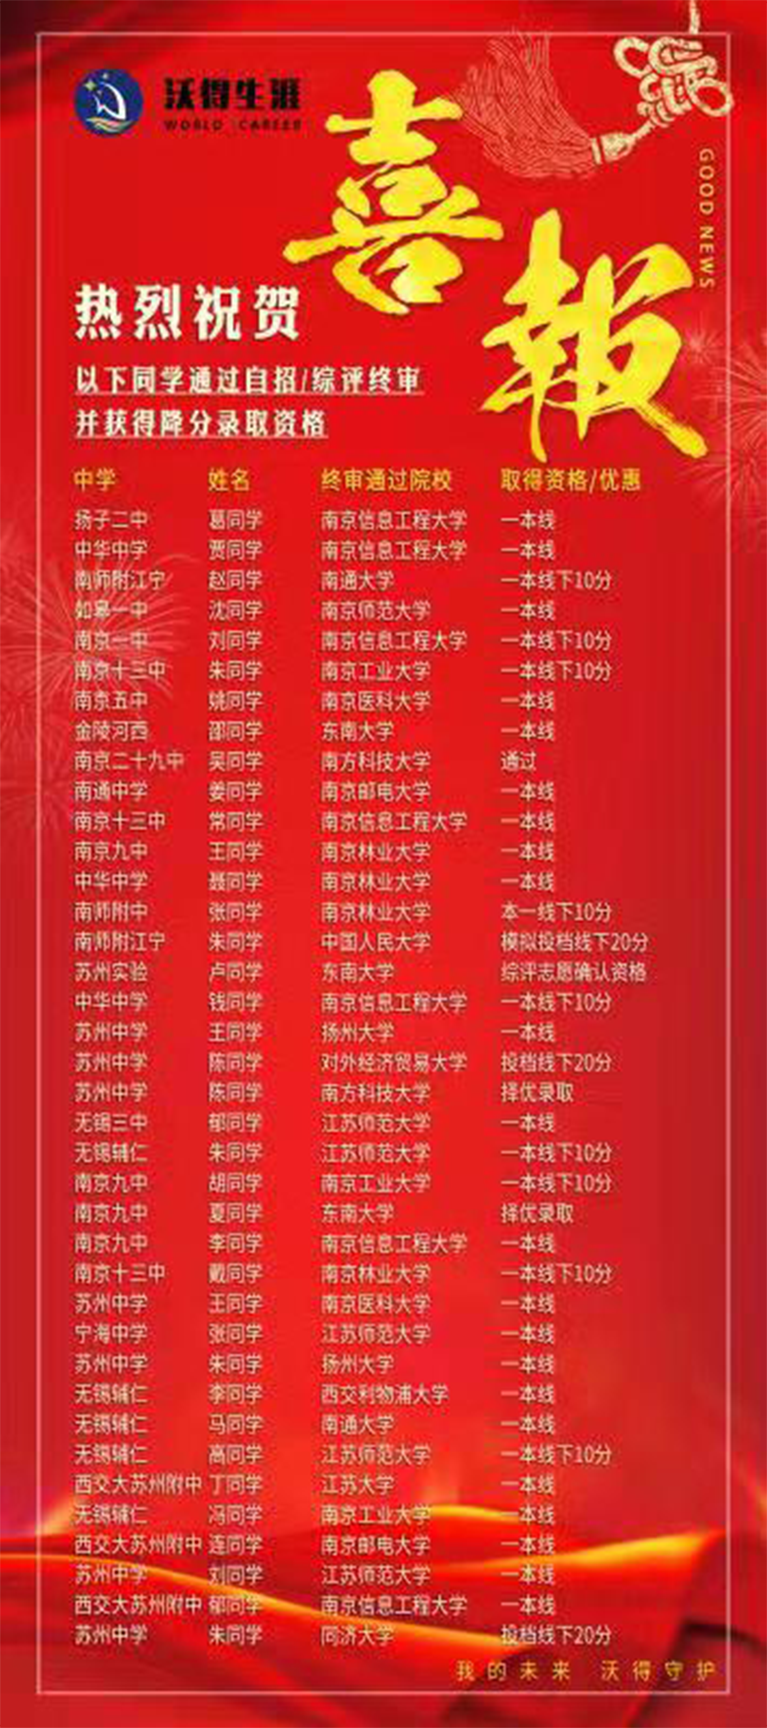 沃得生涯
WORLD CAREER
喜報
GOOD NEWS
热烈祝贺
以下同学通过自招/综评终审
并获得降分录取资格
中学 姓名 终审通过院校 取得资格/优惠
扬子二中 葛同学 南京信息工程大学 一本线
中华中学 贾同学 南京信息工程大学 一本线
南师附江宁 赵同学 南通大学 一本线下10分
如皋一中 沈同学 南京师范大学 一本线
南京一中 刘同学 南京信息工程大学 一本线下10分
南京十三中 朱同学 南京工业大学 一本线下10分
南京五中 姚同学 南京医科大学 一本线
金陵河西 邵同学 东南大学 一本线
南京二十九中 吴同学 南方科技大学 通过
南通中学 姜同学 南京邮电大学 一本线
南京十三中 常同学 南京信息工程大学 一本线
南京九中 王同学 南京林业大学 一本线
中华中学 聂同学 南京林业大学 一本线
南师附中 张同学 南京林业大学 本一线下10分
南师附江宁 朱同学 中国人民大学 模拟投档线下20分
苏州实验 卢同学 东南大学 综评志愿确认资格
中华中学 钱同学 南京信息工程大学 一本线下10分
苏州中学 王同学 扬州大学 一本线
苏州中学 陈同学 对外经济贸易大学 投档线下20分
苏州中学 陈同学 南方科技大学 择优录取
无锡三中 郁同学 江苏师范大学 一本线
无锡辅仁 朱同学 江苏师范大学 一本线下10分
南京九中 胡同学 南京工业大学 一本线下10分
南京九中 夏同学 东南大学 择优录取
南京九中 李同学 南京信息工程大学 一本线
南京十三中 戴同学 南京林业大学 一本线下10分
苏州中学 王同学 南京医科大学 一本线
宁海中学 张同学 江苏师范大学 一本线
苏州中学 朱同学 扬州大学 一本线
无锡辅仁 李同学 西交利物浦大学 一本线
无锡辅仁 马同学 南通大学 一本线
无锡辅仁 高同学 江苏师范大学 一本线下10分
西交大苏州附中 丁同学 江苏大学 一本线
无锡辅仁 冯同学 南京工业大学 一本线
西交大苏州附中 连同学 南京邮电大学 一本线
苏州中学 刘同学 江苏师范大学 一本线
西交大苏州附中 郁同学 南京信息工程大学 一本线
苏州中学 朱同学 同济大学 投档线下20分
我的未来 沃得守护